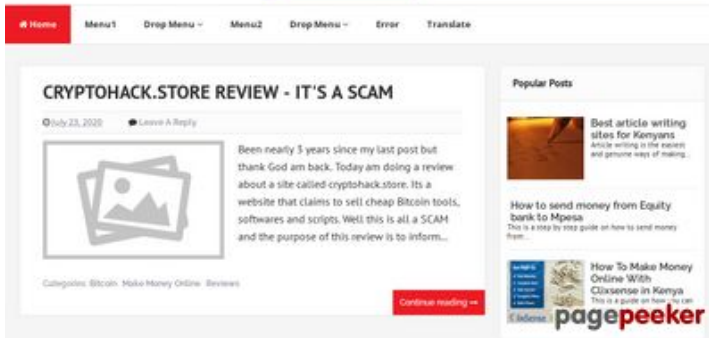 Home Menu1 Drop Menu Menu2 Drop Menu Error Translate
CRYPTOHACK.STORE REVIEW - IT'S A SCAM
July 23, 2020 Leave A Reply
Been nearly 3 years since my last post but
thank God am back. Today am doing a review
about a site called cryptohack.store. Its a
website that claims to sell cheap Bitcoin tools,
softwares and scripts. Well this is all a SCAM
and the purpose of this review is to inform...
Categories: Bitcoin Make Money Online Reviews
Continue reading
Popular Posts
Best article writing
sites for Kenyans
Article writing is the easiest
and genuine ways of making...
How to send money from Equity
bank to Mpesa
This is a step by step guide on how to send money
from...
How To Make Money
Online With
Clixsense in Kenya
This is a guide on how you can
pagepeeker